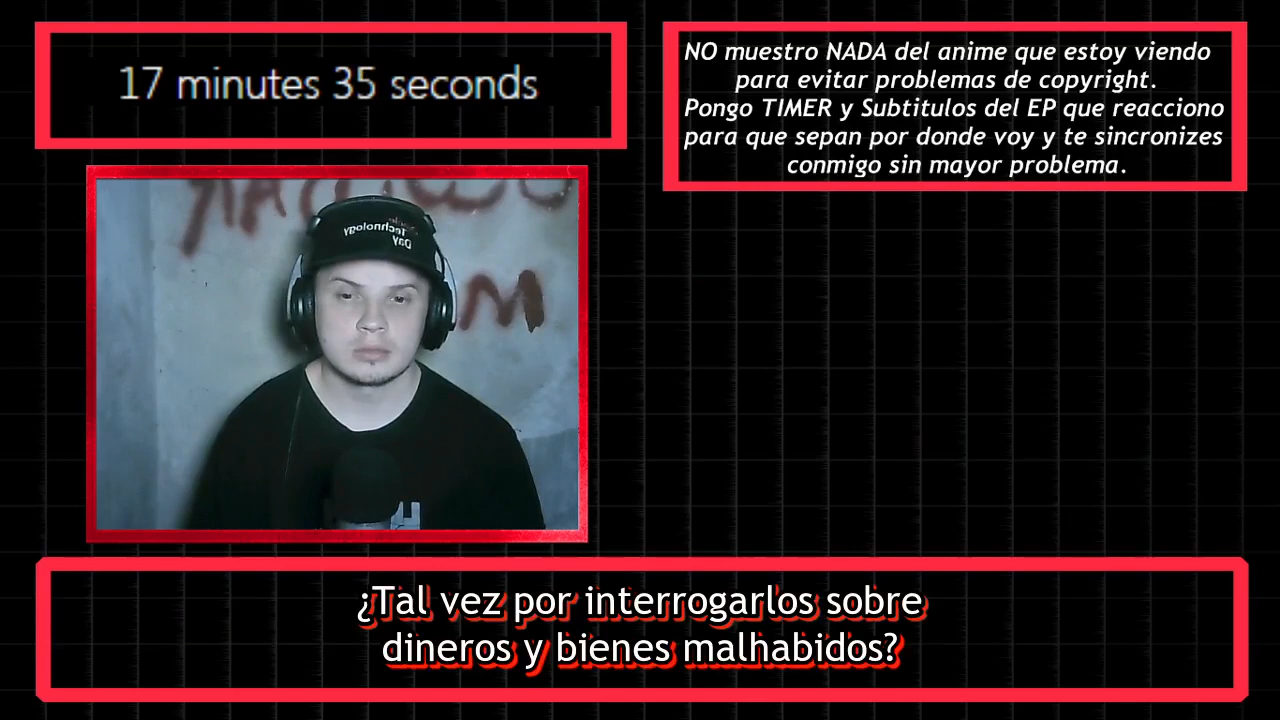 17 minutes 35 seconds
NO muestro NADA del anime que estoy viendo
para evitar problemas de copyright.
Pongo TIMER y Subtitulos del EP que reacciono
para que sepan por donde voy y te sincronizes
conmigo sin mayor problema.
Technology
Day
M
¿Tal vez por interrogarlos sobre
dineros y bienes malhabidos?